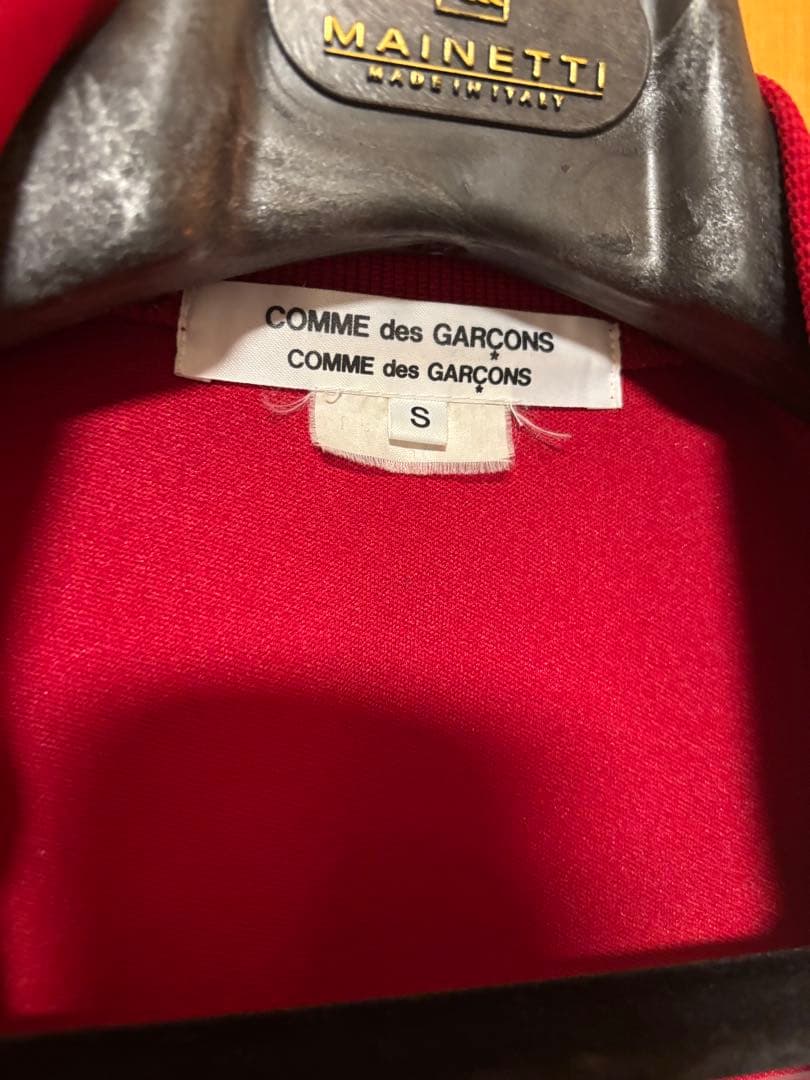 MAINETTI
MADE IN ITALY
COMME des GARÇONS
COMME des GARÇONS
S